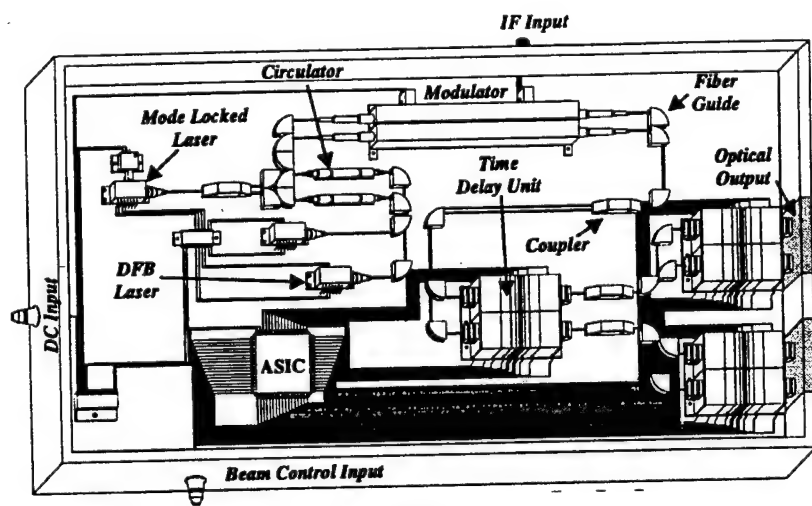 IF Input
Circulator
Modulator
Fiber
Guide
Mode Locked
Laser
Time
Delay Unit
Optical
Output
Coupler
DFB
Laser
DC Input
ASIC
Beam Control Input